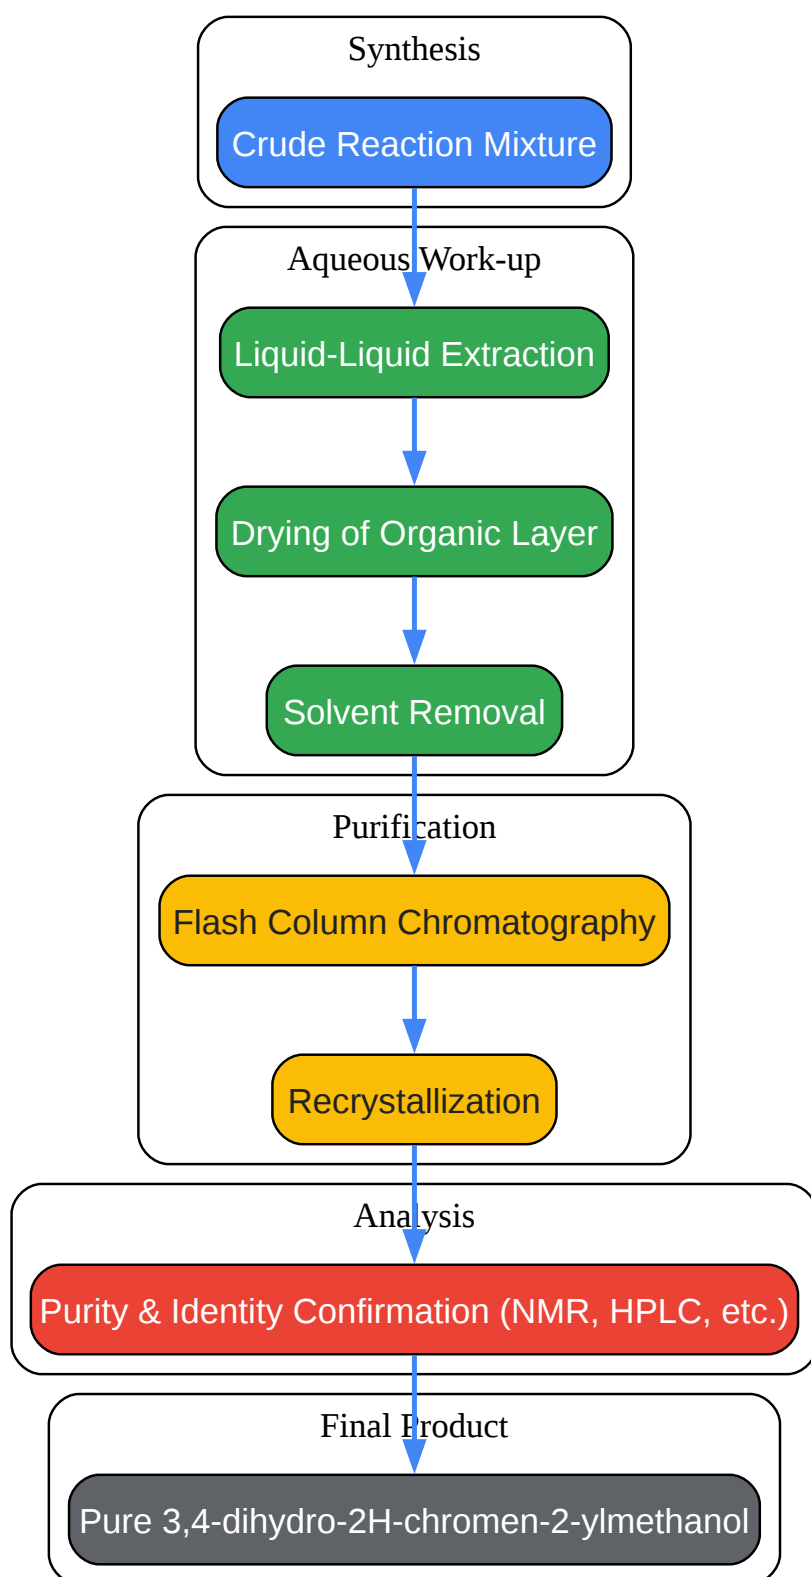 Synthesis
Crude Reaction Mixture
Aqueous Work-up
Liquid-Liquid Extraction
Drying of Organic Layer
Solvent Removal
Purification
Flash Column Chromatography
Recrystallization
Analysis
Purity & Identity Confirmation (NMR, HPLC, etc.)
Final Product
Pure 3,4-dihydro-2H-chromen-2-ylmethanol